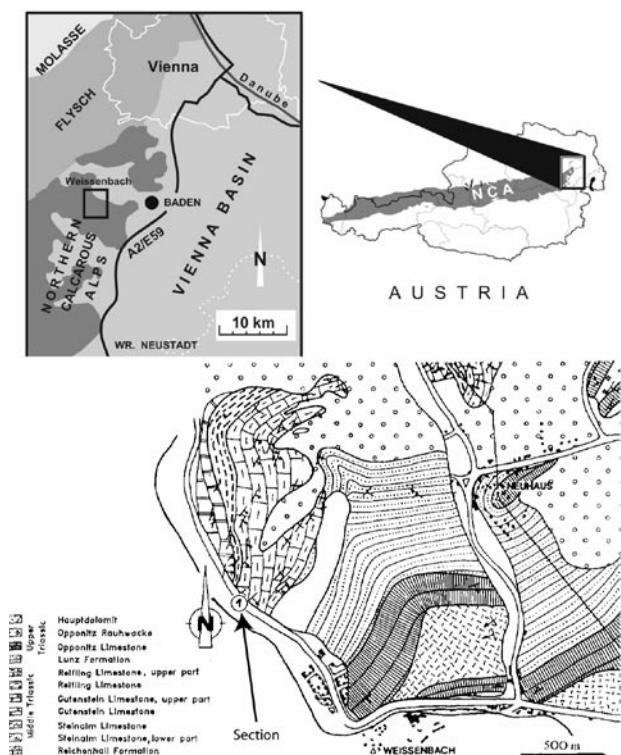 MOLASSE
FLYSCH
Vienna
Danube
Weissenbach
BADEN
NORTHERN
CALCAROUS
ALPS
A2/E59
VIENNA BASIN
N
10 km
WR. NEUSTADT
NCA
AUSTRIA
NEUHAUS
1
N
Section
WEISSENBACH
500 m
Upper
Triassic
Middle Triassic
Hauptdolomit
Opponitz Rauhwacke
Opponitz Limestone
Lunz Formation
Reifling Limestone, upper part
Reifling Limestone
Gutenstein Limestone, upper part
Gutenstein Limestone
Steinalm Limestone
Steinalm Limestone, lower part
Reichenhall Formation